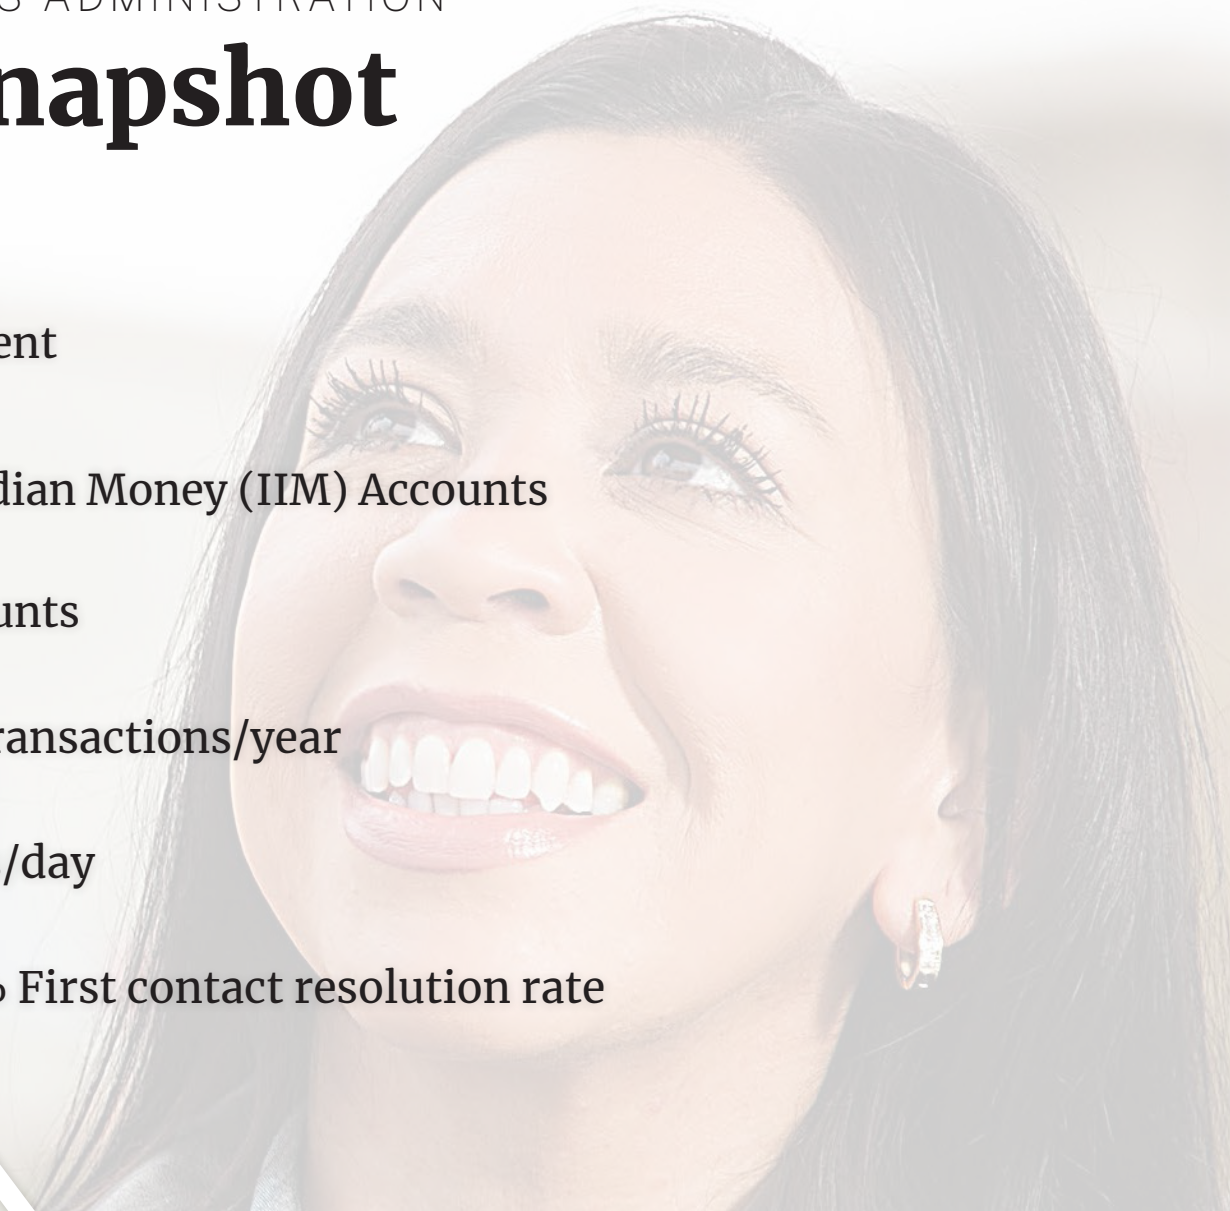 S ADMINISTRATION
napshot
ent
dian Money (IIM) Accounts
unts
ransactions/year
/day
First contact resolution rate